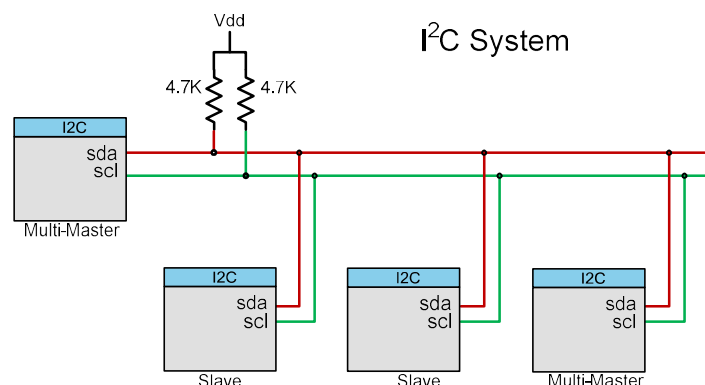 Vdd
I²C System
4.7K 4.7K
I2C
sda
scl
Multi-Master
I2C
sda
scl
Slave
I2C
sda
scl
Slave
I2C
sda
scl
Multi-Master